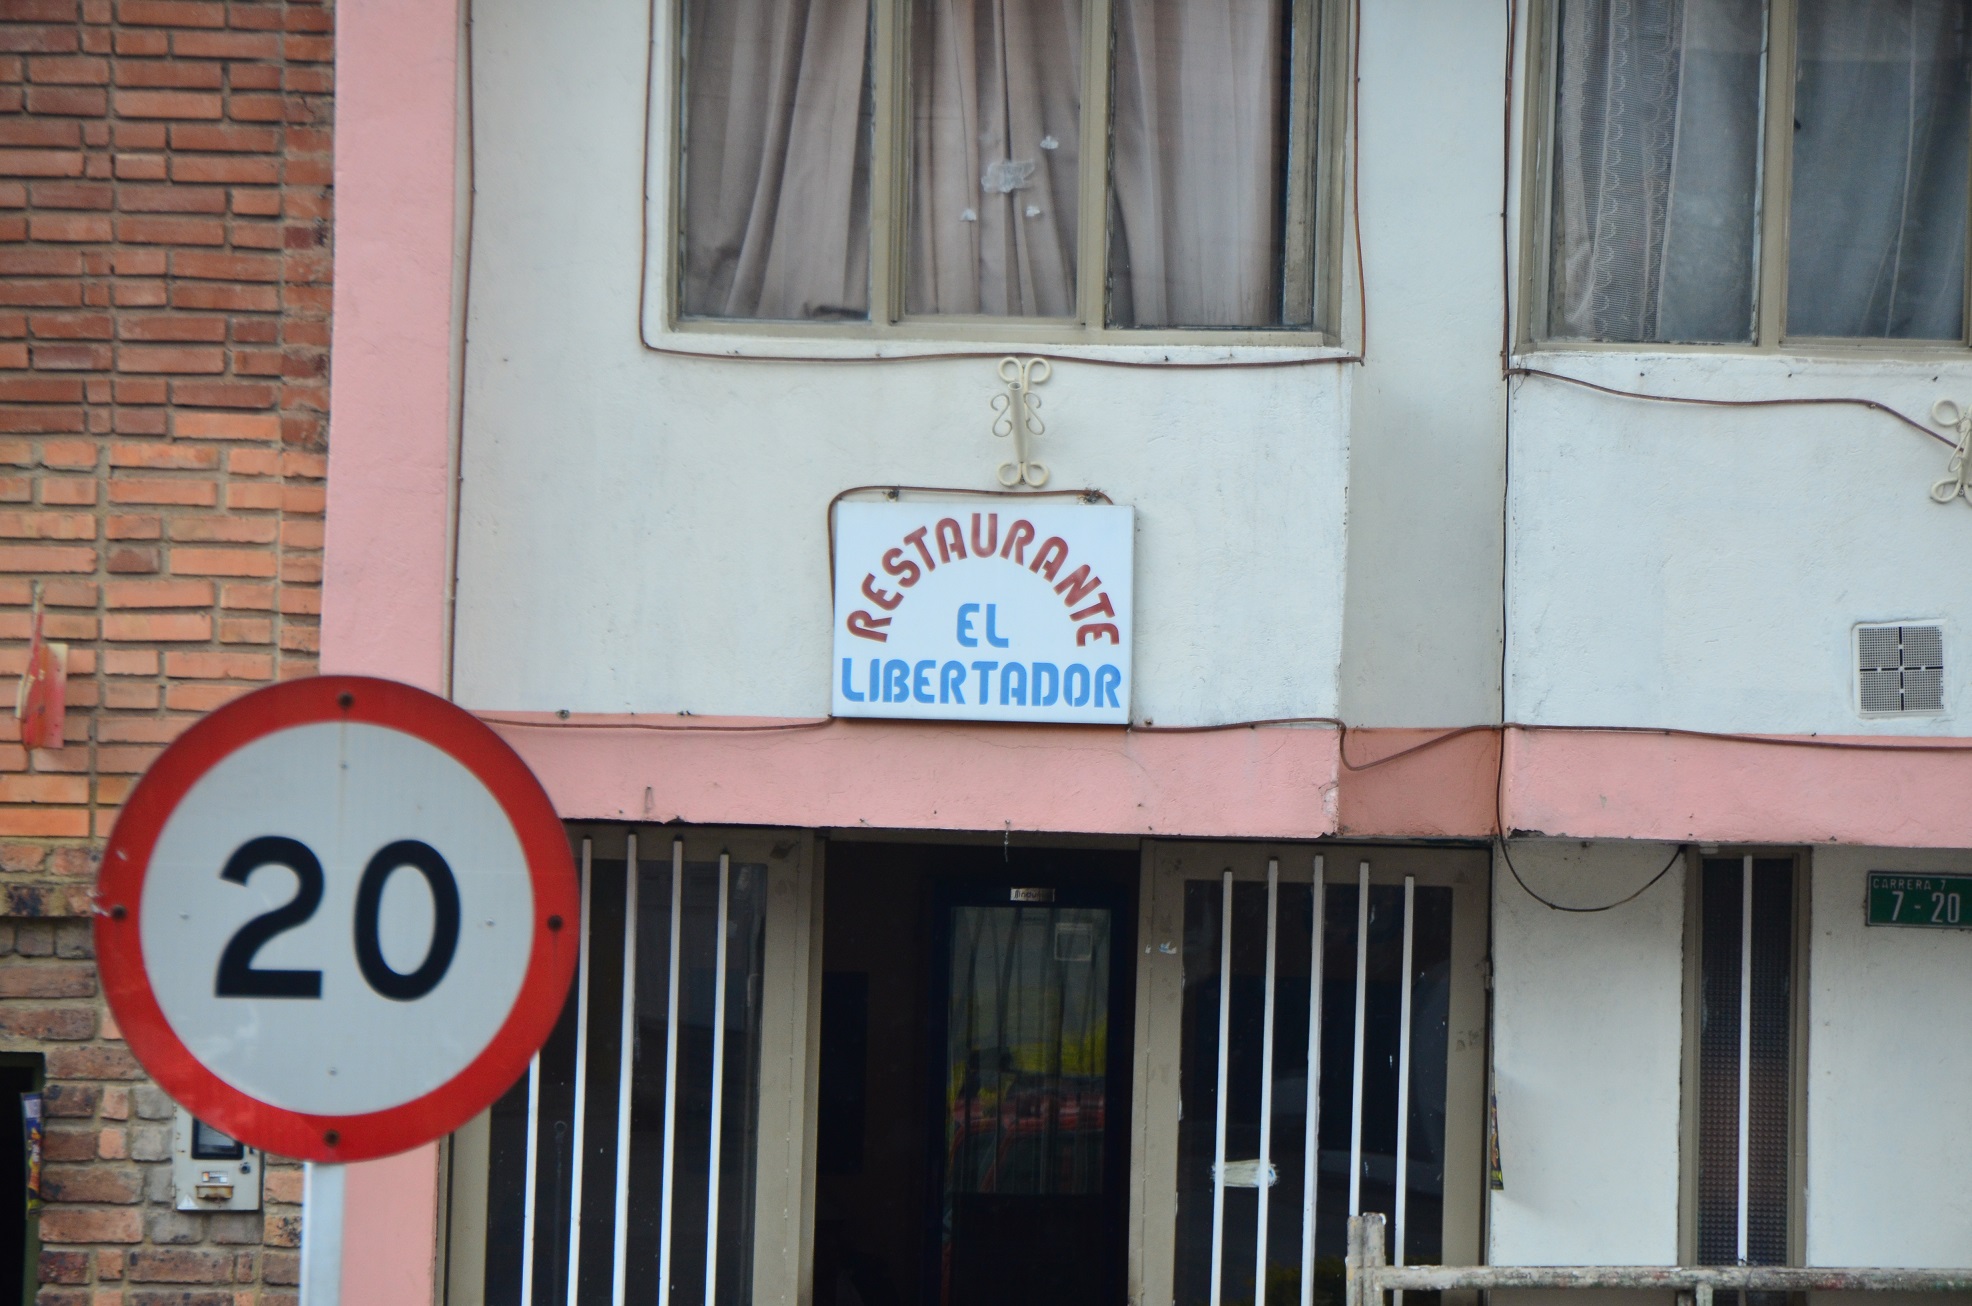 RESTAURANTE
EL
LIBERTADOR
20
CARRERA 7
7-20